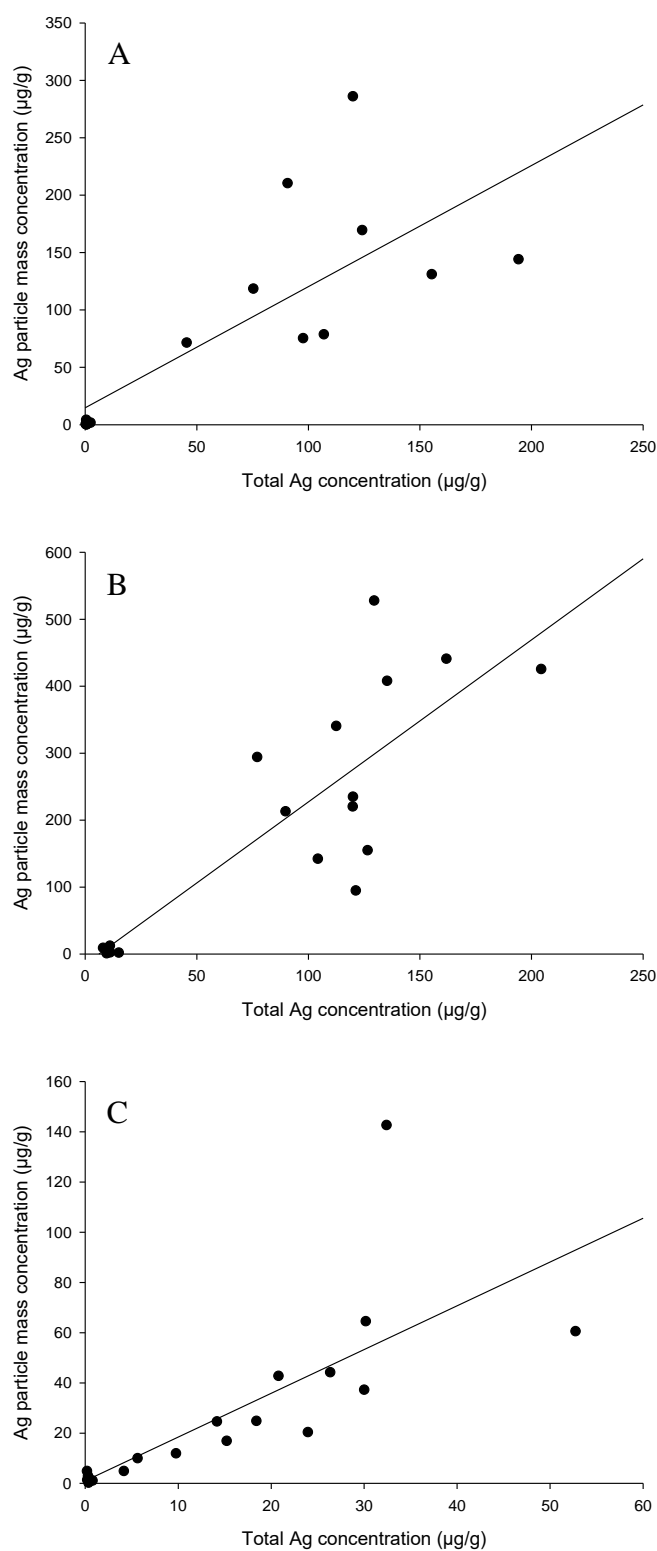 A
Ag particle mass concentration (µg/g)
350
300
250
200
150
100
50
0
0 50 100 150 200 250
Total Ag concentration (µg/g)
B
Ag particle mass concentration (µg/g)
600
500
400
300
200
100
0
0 50 100 150 200 250
Total Ag concentration (µg/g)
C
Ag particle mass concentration (µg/g)
160
140
120
100
80
60
40
20
0
0 10 20 30 40 50 60
Total Ag concentration (µg/g)